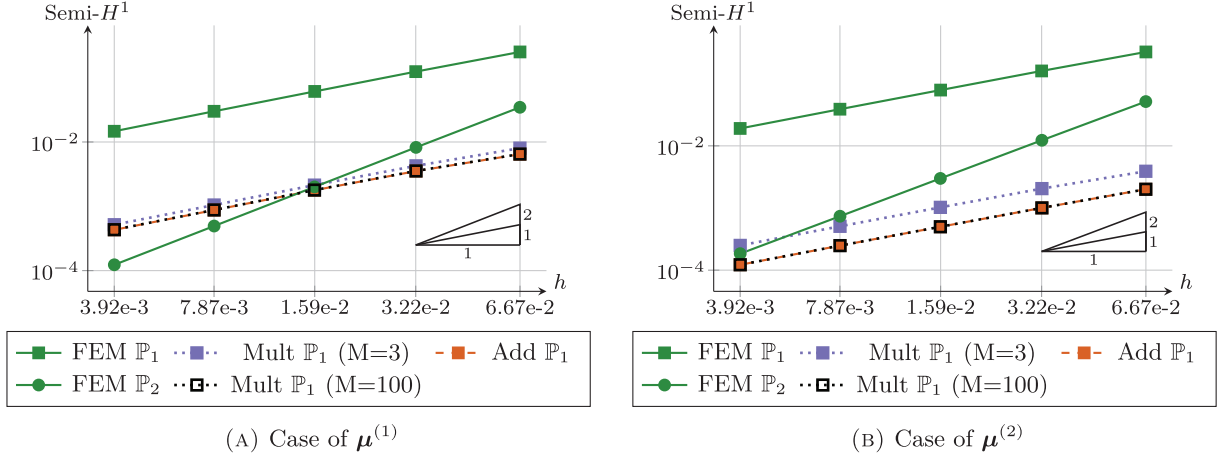 Semi-H¹
10⁻²
10⁻⁴
2
1
1
h
3.92e-3 7.87e-3 1.59e-2 3.22e-2 6.67e-2
FEM ℙ₁ Mult ℙ₁ (M=3) Add ℙ₁
FEM ℙ₂ Mult ℙ₁ (M=100)
(A) Case of 𝝁⁽¹⁾
Semi-H¹
10⁻²
10⁻⁴
2
1
1
h
3.92e-3 7.87e-3 1.59e-2 3.22e-2 6.67e-2
FEM ℙ₁ Mult ℙ₁ (M=3) Add ℙ₁
FEM ℙ₂ Mult ℙ₁ (M=100)
(B) Case of 𝝁⁽²⁾